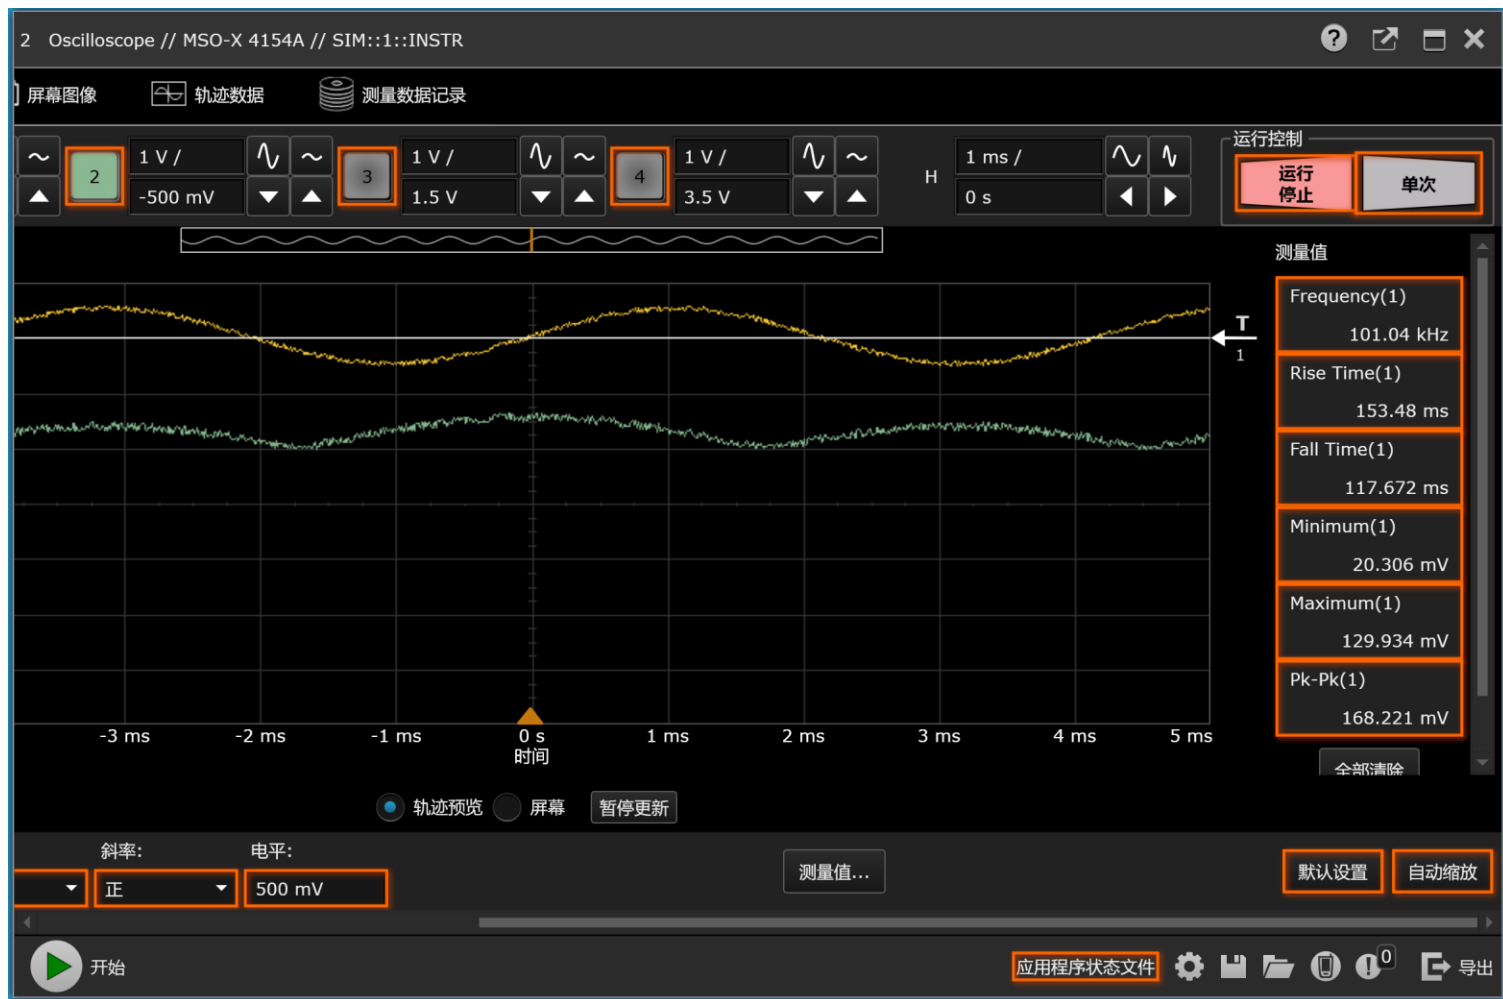 2 Oscilloscope // MSO-X 4154A // SIM::1::INSTR
屏幕图像 轨迹数据 测量数据记录
运行控制
2 1 V / 3 1 V / 4 1 V / H 1 ms / 运行 停止 单次
-500 mV 1.5 V 3.5 V 0 s
测量值
Frequency(1)
101.04 kHz
Rise Time(1)
153.48 ms
Fall Time(1)
117.672 ms
Minimum(1)
20.306 mV
Maximum(1)
129.934 mV
Pk-Pk(1)
168.221 mV
全部清除
T
1
-3 ms -2 ms -1 ms 0 s 1 ms 2 ms 3 ms 4 ms 5 ms
时间
轨迹预览 屏幕 暂停更新
斜率: 电平:
正 500 mV 测量值... 默认设置 自动缩放
开始 应用程序状态文件 0 导出